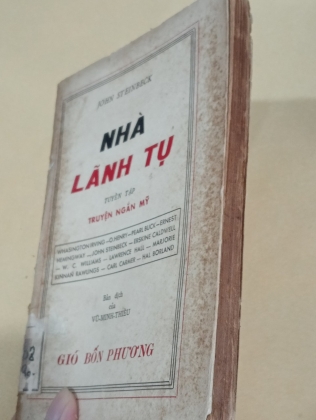 JOHN STEINBECK
NHÀ
LÃNH TỤ
TUYỂN TẬP
TRUYỆN NGẮN MỸ
WASHINGTON IRVING — O.HENRY — PEARL BUCK — ERNEST
HEMINGWAY — JOHN STEINBECK — ERSKINE CALDWELL
— W. C. WILLIAMS — LAWRENCE HALL — MARJORIE
KINNAN RAWLINGS — CARL CARMER — HAL BORLAND
Bản dịch
của
VŨ-MINH-THIỀU
GIÓ BỐN PHƯƠNG